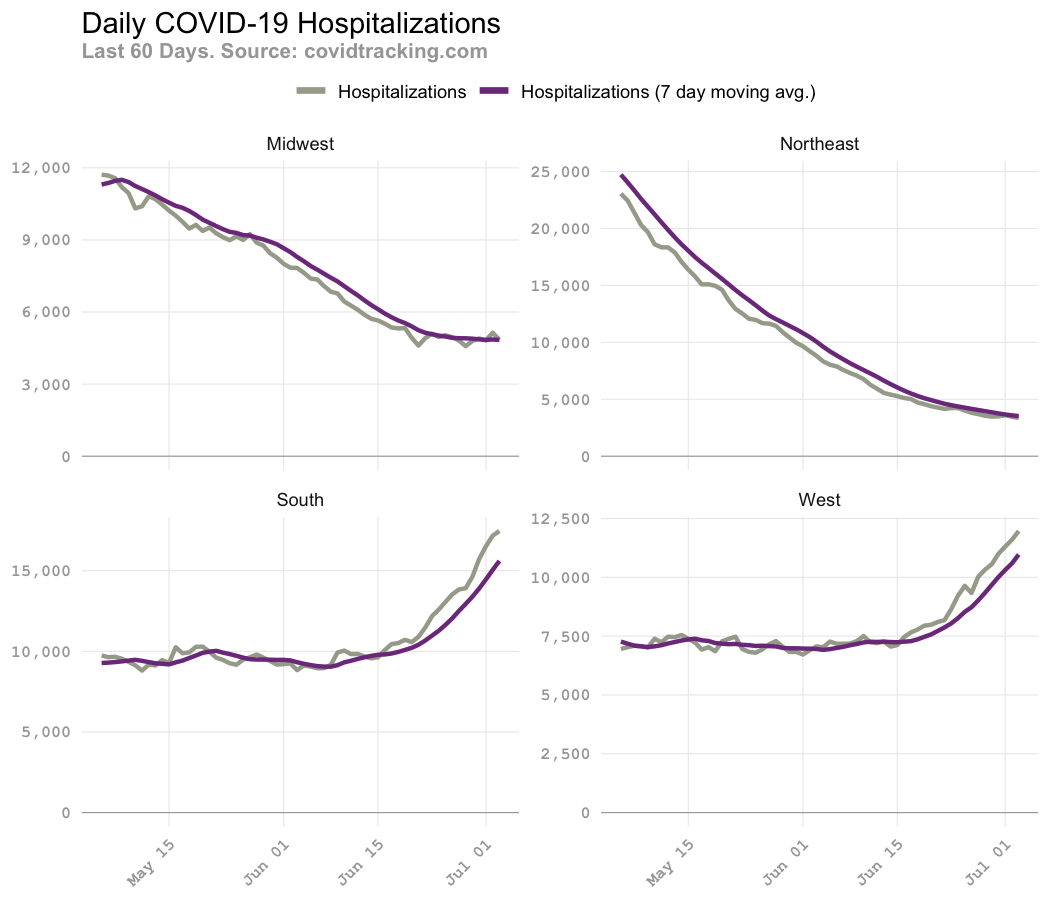 Daily COVID-19 Hospitalizations
Last 60 Days. Source: covidtracking.com
Hospitalizations Hospitalizations (7 day moving avg.)
Midwest
12,000
9,000
6,000
3,000
0
Northeast
25,000
20,000
15,000
10,000
5,000
0
South
15,000
10,000
5,000
0
May 15 Jun 01 Jun 15 Jul 01
West
12,500
10,000
7,500
5,000
2,500
0
May 15 Jun 01 Jun 15 Jul 01